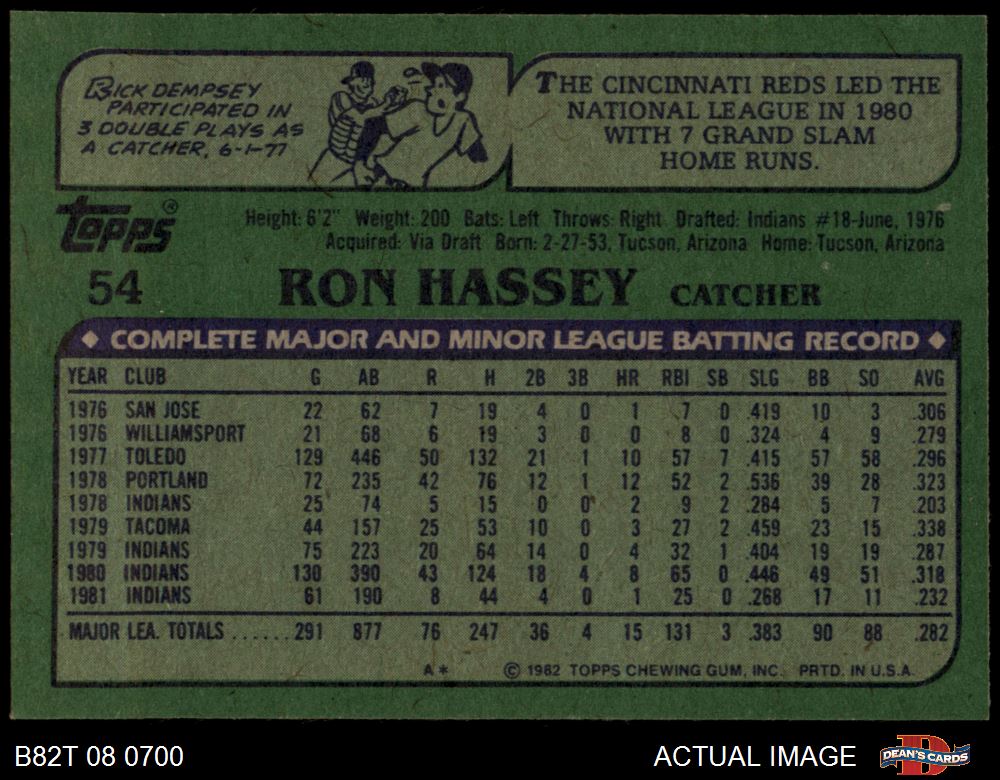 RICK DEMPSEY
PARTICIPATED IN
3 DOUBLE PLAYS AS
A CATCHER, 6-1-77
THE CINCINNATI REDS LED THE
NATIONAL LEAGUE IN 1980
WITH 7 GRAND SLAM
HOME RUNS.
Topps®
Height: 6'2" Weight: 200 Bats: Left Throws: Right Drafted: Indians #18-June, 1976
Acquired: Via Draft Born: 2-27-53, Tucson, Arizona Home: Tucson, Arizona
54 RON HASSEY CATCHER
◆ COMPLETE MAJOR AND MINOR LEAGUE BATTING RECORD ◆
YEAR CLUB G AB R H 2B 3B HR RBI SB SLG BB SO AVG
1976 SAN JOSE 22 62 7 19 4 0 1 7 0 .419 10 3 .306
1976 WILLIAMSPORT 21 68 6 19 3 0 0 8 0 .324 4 9 .279
1977 TOLEDO 129 446 50 132 21 1 10 57 7 .415 57 58 .296
1978 PORTLAND 72 235 42 76 12 1 12 52 2 .536 39 28 .323
1978 INDIANS 25 74 5 15 0 0 2 9 2 .284 5 7 .203
1979 TACOMA 44 157 25 53 10 0 3 27 2 .459 23 15 .338
1979 INDIANS 75 223 20 64 14 0 4 32 1 .404 19 19 .287
1980 INDIANS 130 390 43 124 18 4 8 65 0 .446 49 51 .318
1981 INDIANS 61 190 8 44 4 0 1 25 0 .268 17 11 .232
MAJOR LEA. TOTALS ......291 877 76 247 36 4 15 131 3 .383 90 88 .282
A* © 1982 TOPPS CHEWING GUM, INC. PRTD. IN U.S.A.
B82T 08 0700 ACTUAL IMAGE DEAN'S CARDS